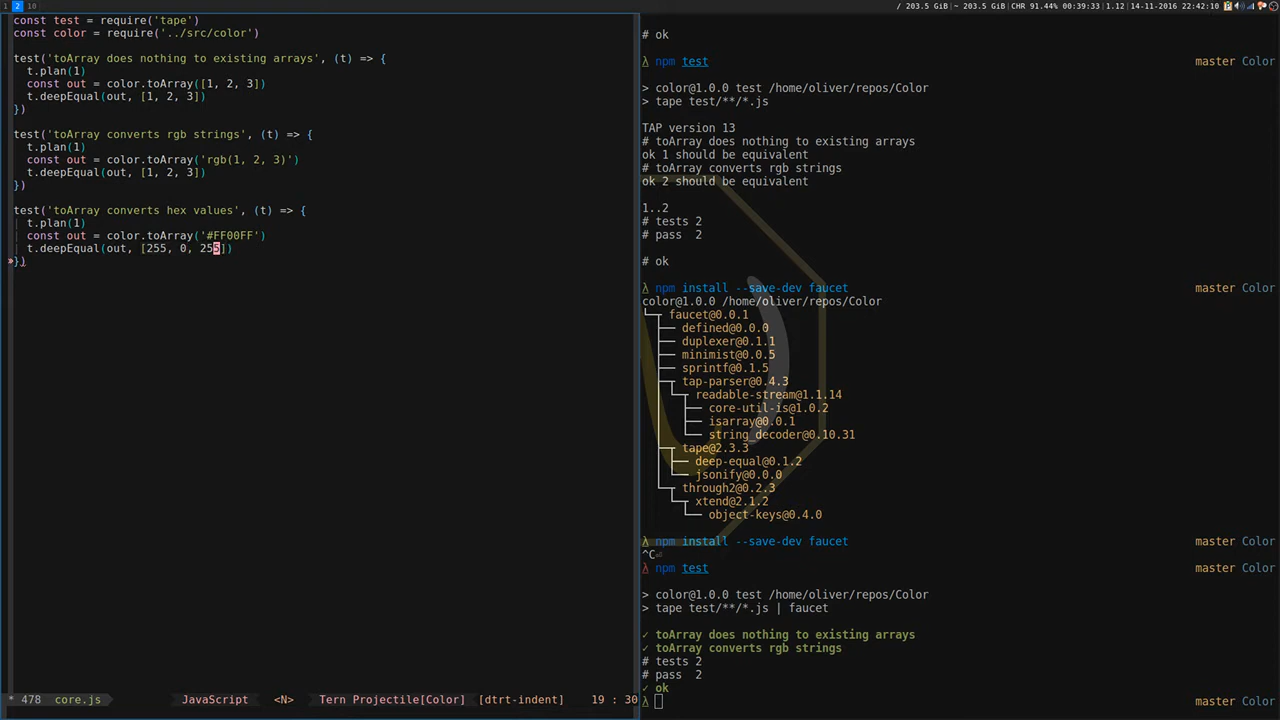 1 2 10
/ 203.5 GiB|~ 203.5 GiB|CHR 91.44% 00:39:33|1.12|14-11-2016 22:42:10
const test = require('tape')
const color = require('../src/color')
test('toArray does nothing to existing arrays', (t) => {
t.plan(1)
const out = color.toArray([1, 2, 3])
t.deepEqual(out, [1, 2, 3])
})
test('toArray converts rgb strings', (t) => {
t.plan(1)
const out = color.toArray('rgb(1, 2, 3)')
t.deepEqual(out, [1, 2, 3])
})
test('toArray converts hex values', (t) => {
t.plan(1)
const out = color.toArray('#FF00FF')
t.deepEqual(out, [255, 0, 255])
»})
* 478 core.js JavaScript <N> Tern Projectile[Color] [dtrt-indent] 19 : 30
# ok
λ npm test master Color
> color@1.0.0 test /home/oliver/repos/Color
> tape test/**/*.js
TAP version 13
# toArray does nothing to existing arrays
ok 1 should be equivalent
# toArray converts rgb strings
ok 2 should be equivalent
1..2
# tests 2
# pass  2
# ok
λ npm install --save-dev faucet master Color
color@1.0.0 /home/oliver/repos/Color
└─┬ faucet@0.0.1
├── defined@0.0.0
├── duplexer@0.1.1
├── minimist@0.0.5
├── sprintf@0.1.5
├─┬ tap-parser@0.4.3
│ └─┬ readable-stream@1.1.14
├── core-util-is@1.0.2
├── isarray@0.0.1
└── string_decoder@0.10.31
├─┬ tape@2.3.3
│ ├── deep-equal@0.1.2
│ └── jsonify@0.0.0
└─┬ through2@0.2.3
└─┬ xtend@2.1.2
└── object-keys@0.4.0
λ npm install --save-dev faucet master Color
^C⏎
λ npm test master Color
> color@1.0.0 test /home/oliver/repos/Color
> tape test/**/*.js | faucet
✓ toArray does nothing to existing arrays
✓ toArray converts rgb strings
# tests 2
# pass  2
✓ ok
λ master Color